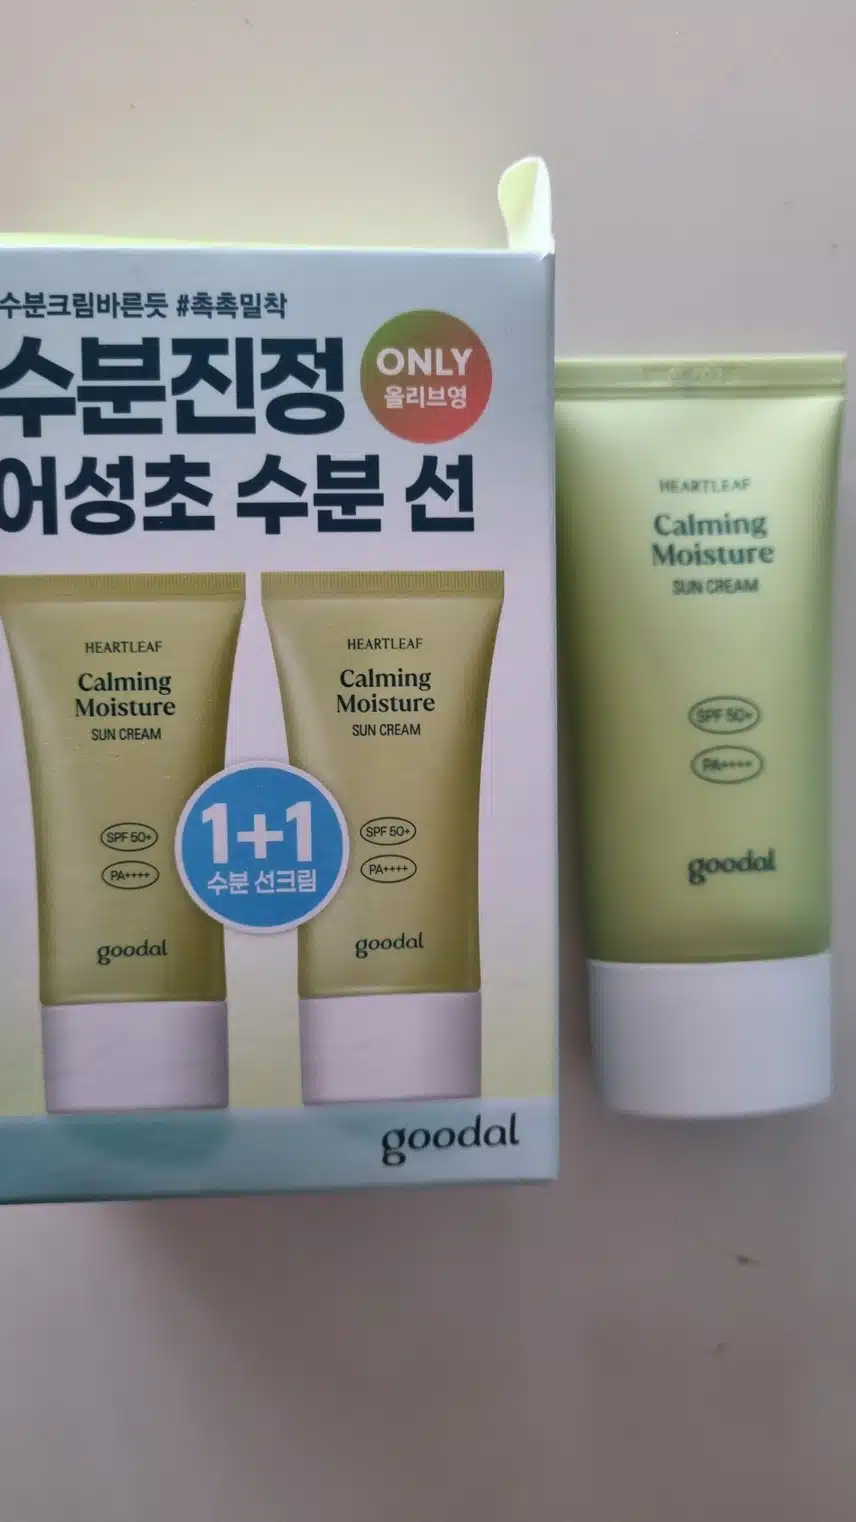 수분크림바른듯 #촉촉밀착
수분진정
어성초 수분 선
ONLY
올리브영
HEARTLEAF
Calming
Moisture
SUN CREAM
SPF 50+
PA++++
goodal
HEARTLEAF
Calming
Moisture
SUN CREAM
SPF 50+
PA++++
goodal
1+1
수분 선크림
goodal
HEARTLEAF
Calming
Moisture
SUN CREAM
SPF 50+
PA++++
goodal